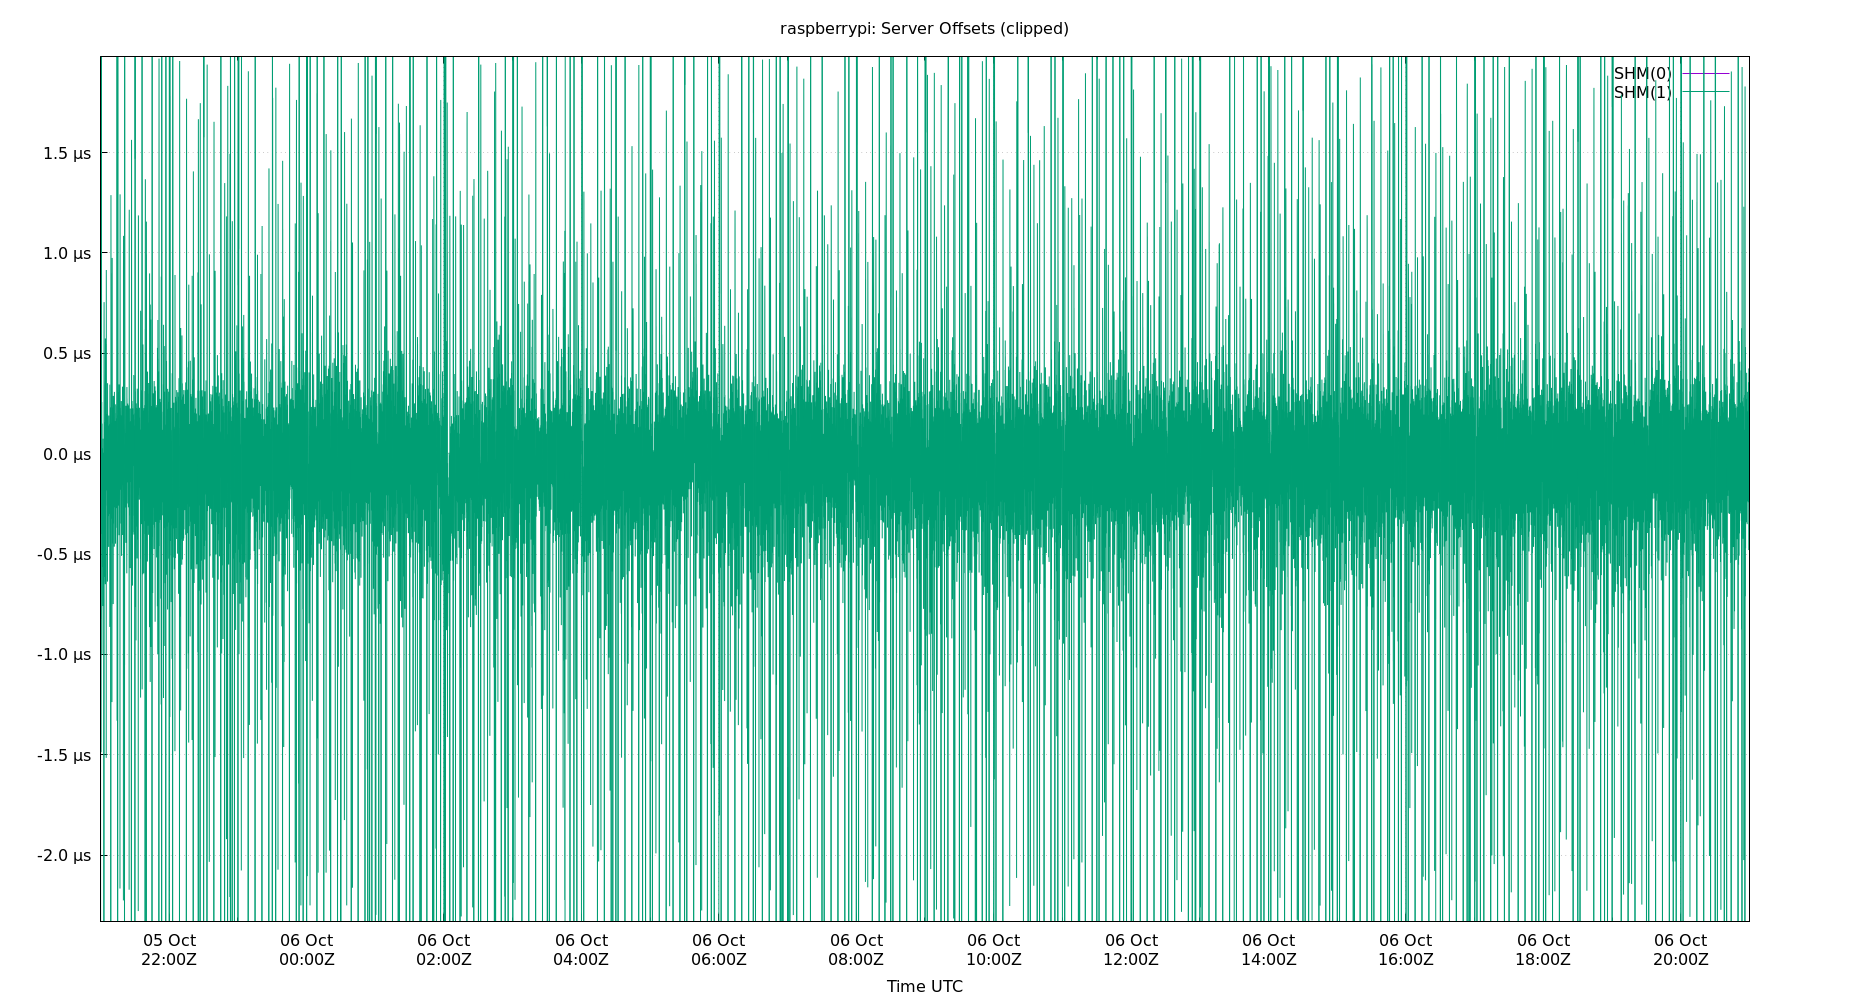 raspberrypi: Server Offsets (clipped)
SHM(0)
SHM(1)
1.5 µs
1.0 µs
0.5 µs
0.0 µs
-0.5 µs
-1.0 µs
-1.5 µs
-2.0 µs
05 Oct 06 Oct 06 Oct 06 Oct 06 Oct 06 Oct 06 Oct 06 Oct 06 Oct 06 Oct 06 Oct 06 Oct
22:00Z 00:00Z 02:00Z 04:00Z 06:00Z 08:00Z 10:00Z 12:00Z 14:00Z 16:00Z 18:00Z 20:00Z
Time UTC